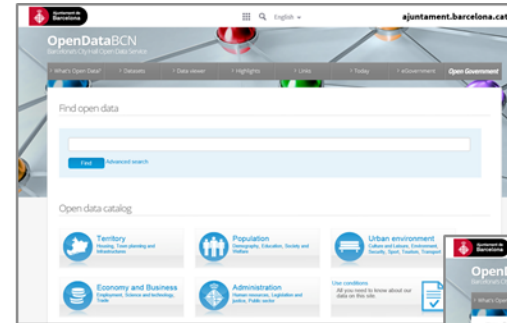 Ajuntament de
Barcelona
English
ajuntament.barcelona.cat
OpenDataBCN
Barcelona's City Hall Open Data Service
What's Open Data?
Datasets
Data viewer
Highlights
Links
Today
eGovernment
Open Government
Find open data
Find
Advanced search
Open data catalog
Territory
Housing, Town planning and
Infrastructures
Population
Demography, Education, Society and
Welfare
Urban environment
Culture and Leisure, Environment,
Security, Sport, Tourism, Transport
Economy and Business
Employment, Science and technology,
Trade
Administration
Human resources, Legislation and
justice, Public sector
Use conditions
All you need to know about our
data on this site.
Ajuntament de
Barcelona
OpenD
Barcelona's Ci
What's Open